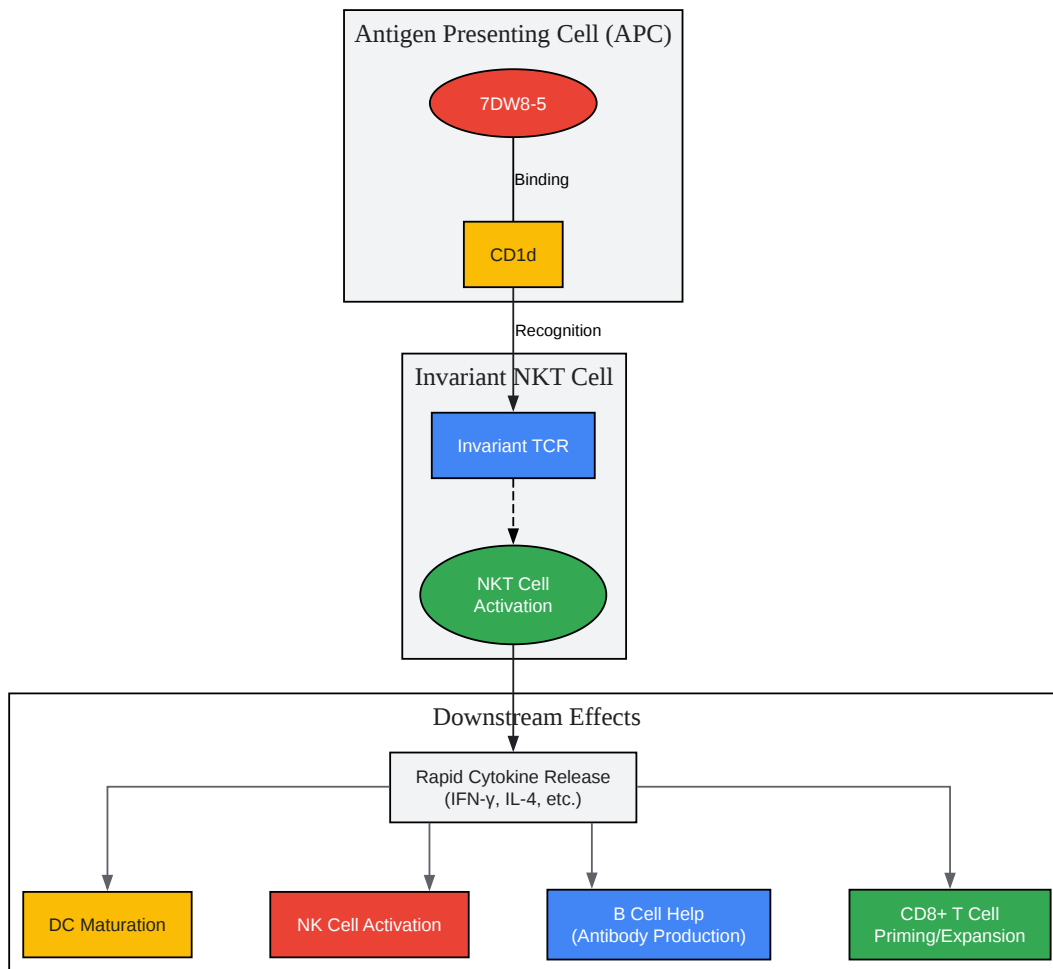 Antigen Presenting Cell (APC)
7DW8-5
Binding
CD1d
Recognition
Invariant NKT Cell
Invariant TCR
NKT Cell
Activation
Downstream Effects
Rapid Cytokine Release
(IFN-γ, IL-4, etc.)
DC Maturation
NK Cell Activation
B Cell Help
(Antibody Production)
CD8+ T Cell
Priming/Expansion